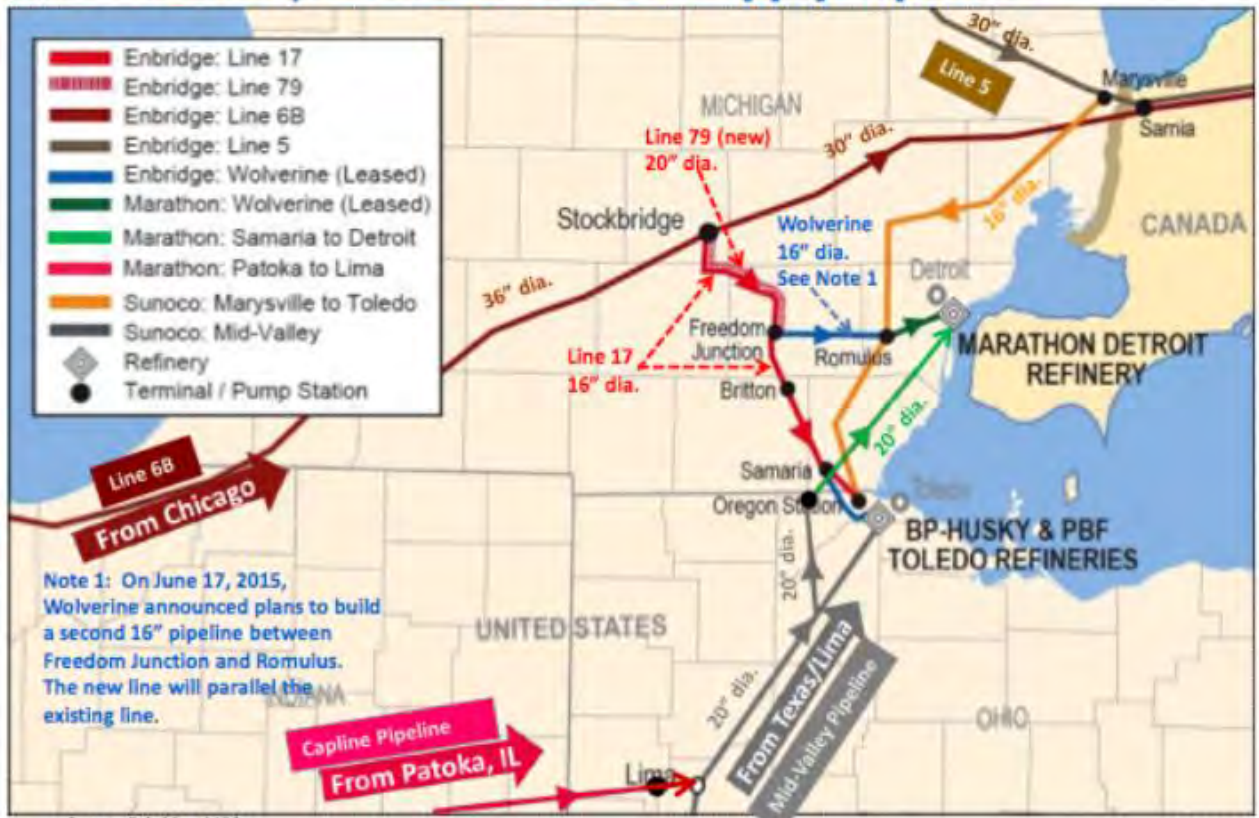 Enbridge: Line 17
Enbridge: Line 79
Enbridge: Line 6B
Enbridge: Line 5
Enbridge: Wolverine (Leased)
Marathon: Wolverine (Leased)
Marathon: Samaria to Detroit
Marathon: Patoka to Lima
Sunoco: Marysville to Toledo
Sunoco: Mid-Valley
Refinery
Terminal / Pump Station
30" dia.
Line 5
Marysville
Sarnia
MICHIGAN
Line 79 (new)
20" dia.
30" dia.
Stockbridge
Wolverine
16" dia.
See Note 1
16" dia.
CANADA
Detroit
36" dia.
Freedom
Junction
Romulus
MARATHON DETROIT
REFINERY
Line 17
16" dia.
Britton
20" dia.
Samaria
Oregon Station
Toledo
BP-HUSKY & PBF
TOLEDO REFINERIES
Line 6B
From Chicago
20" dia.
Note 1: On June 17, 2015,
Wolverine announced plans to build
a second 16" pipeline between
Freedom Junction and Romulus.
The new line will parallel the
existing line.
UNITED STATES
INDIANA
OHIO
20" dia.
From Texas/Lima
Mid-Valley Pipeline
Capline Pipeline
From Patoka, IL
Lima